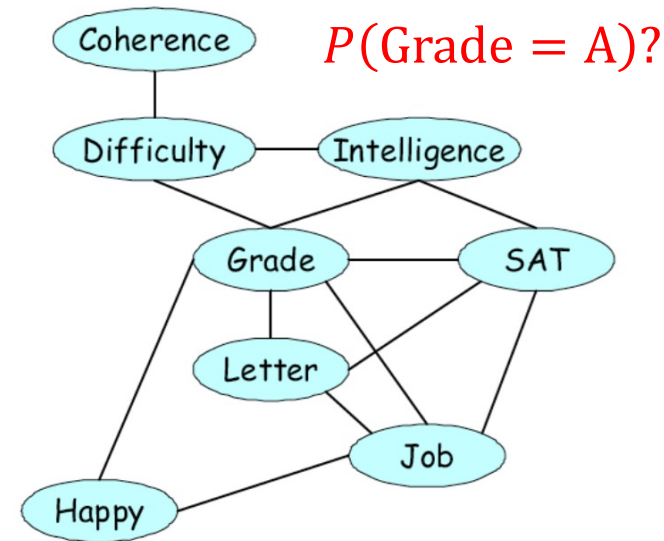 Coherence
P(Grade = A)?
Difficulty
Intelligence
Grade
SAT
Letter
Job
Happy